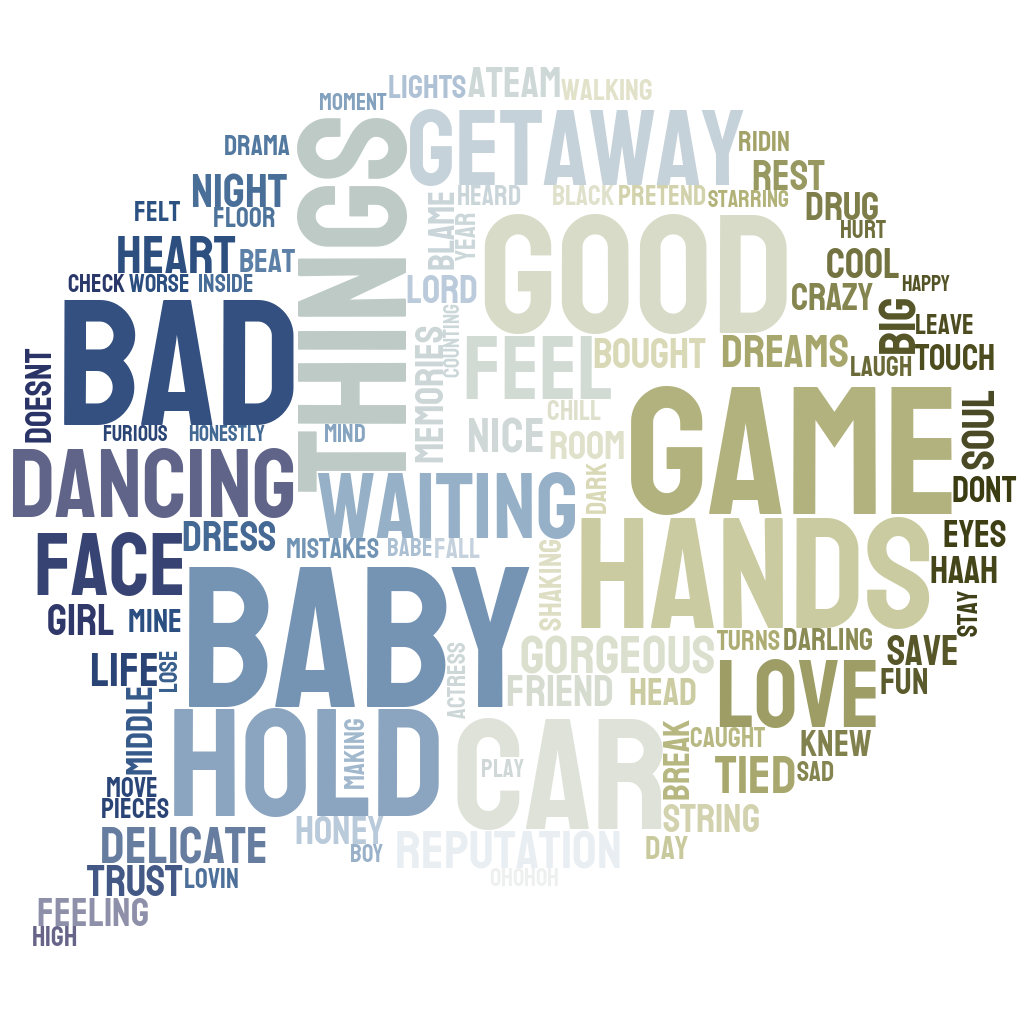 LIGHTS
ATEAM
WALKING
MOMENT
GETAWAY
DRAMA
THINGS
RIDIN
REST
NIGHT
HEARD
BLACK
PRETEND
STARRING
DRUG
FELT
FLOOR
BLAME
YEAR
GOOD
HURT
HEART
BEAT
COOL
CHECK
WORSE
INSIDE
LORD
CRAZY
HAPPY
BAD
COUNTING
BIG
LEAVE
MEMORIES
FEEL
BOUGHT
DREAMS
LAUGH
TOUCH
DOESNT
CHILL
GAME
SOUL
FURIOUS
HONESTLY
MIND
NICE
ROOM
DANCING
WAITING
DARK
DONT
DRESS
HANDS
EYES
FACE
MISTAKES
BABE
FALL
SHAKING
HAAH
GIRL
MINE
BABY
STAY
GORGEOUS
TURNS
DARLING
SAVE
LIFE
LOSE
ACTRESS
FRIEND
HEAD
LOVE
FUN
MIDDLE
HOLD
MAKING
CAR
PLAY
BREAK
CAUGHT
KNEW
MOVE
TIED
SAD
PIECES
HONEY
STRING
DELICATE
BOY
REPUTATION
DAY
TRUST
LOVIN
OHOHOH
FEELING
HIGH